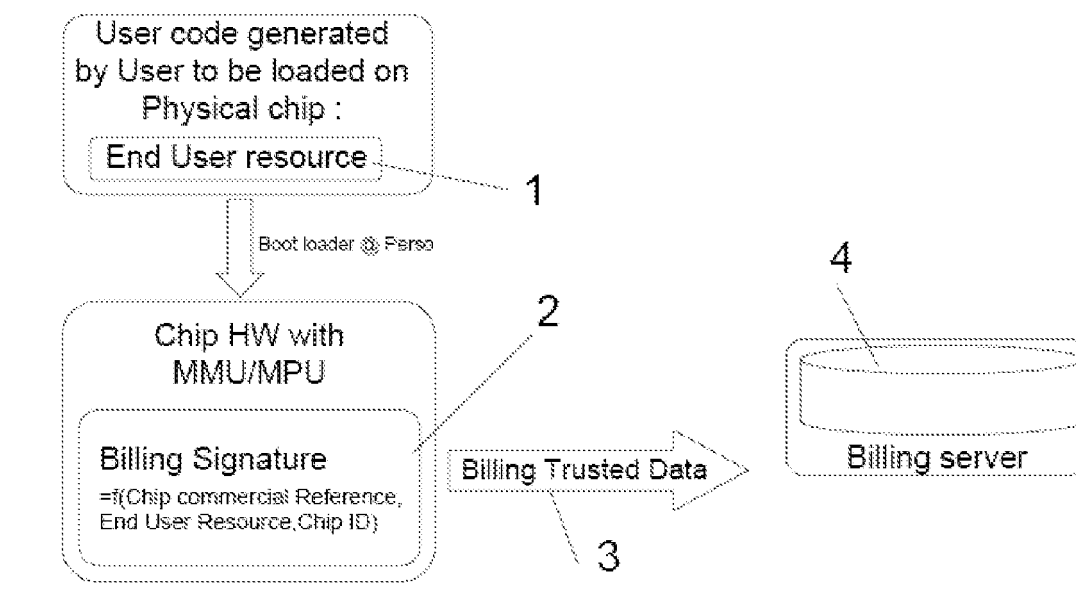 User code generated
by User to be loaded on
Physical chip :
End User resource
1
Boot loader @ Perso
Chip HW with
MMU/MPU
2
Billing Signature
=f(Chip commercial Reference,
End User Resource,Chip ID)
Billing Trusted Data
3
4
Billing server